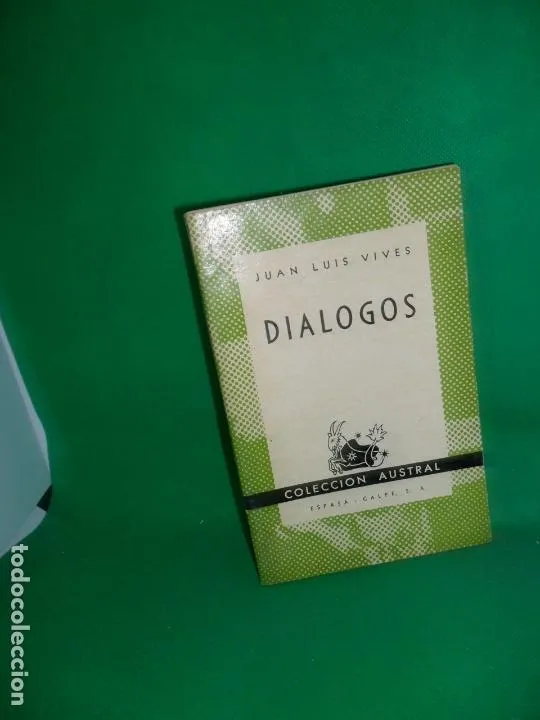 JUAN LUIS VIVES
DIALOGOS
COLECCION AUSTRAL
ESPASA - CALPE, S. A.
todocoleccion